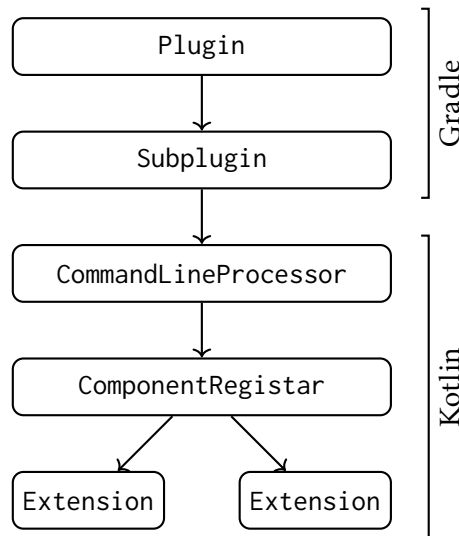 Plugin
Gradle
Subplugin
CommandLineProcessor
ComponentRegistar
Kotlin
Extension
Extension